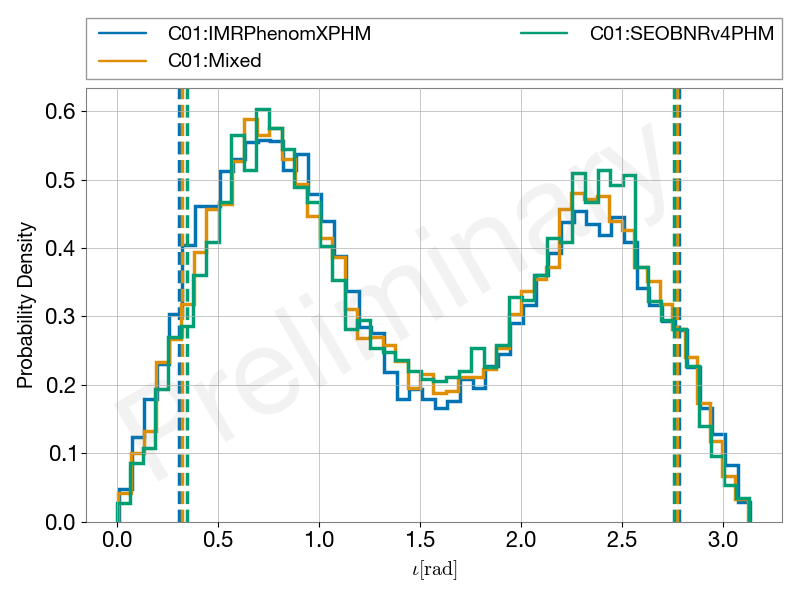 C01:IMRPhenomXPHM
C01:Mixed
C01:SEOBNRv4PHM
Probability Density
0.6
0.5
0.4
0.3
0.2
0.1
0.0
Preliminary
0.0 0.5 1.0 1.5 2.0 2.5 3.0
ι[rad]